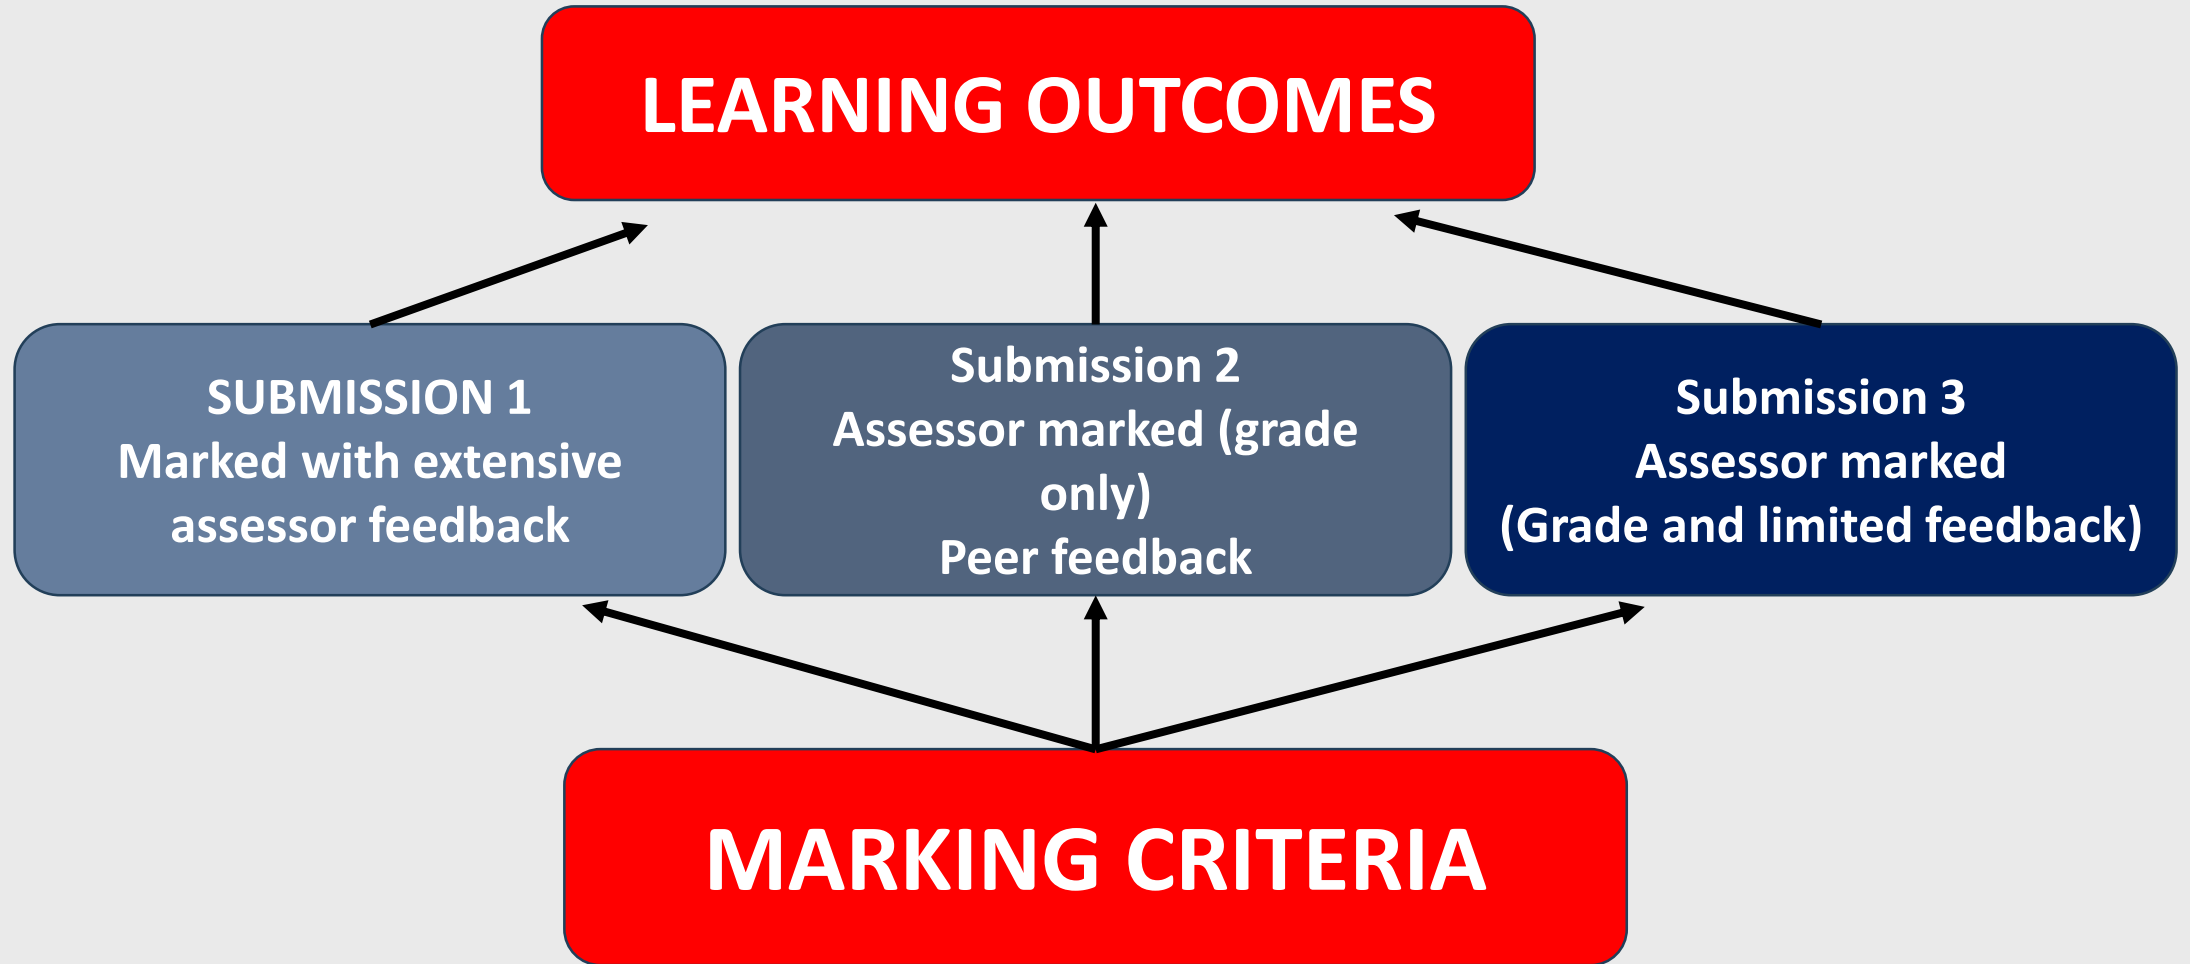 LEARNING OUTCOMES
SUBMISSION 1
Marked with extensive
assessor feedback
Submission 2
Assessor marked (grade
only)
Peer feedback
Submission 3
Assessor marked
(Grade and limited feedback)
MARKING CRITERIA